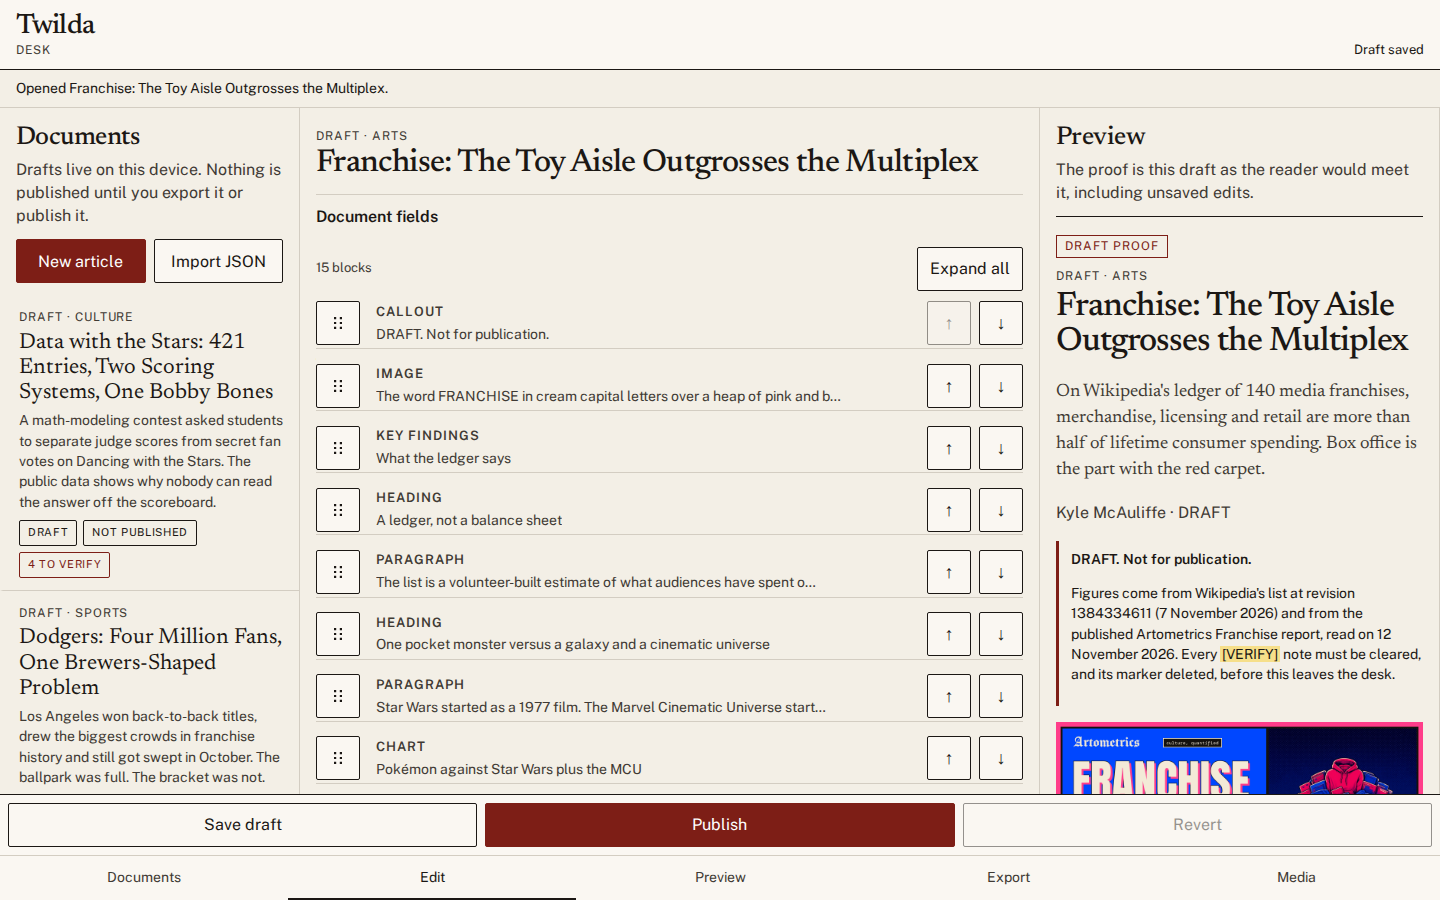 Twilda
DESK
Draft saved
Opened Franchise: The Toy Aisle Outgrosses the Multiplex.
Documents
Drafts live on this device. Nothing is
published until you export it or
publish it.
New article
Import JSON
DRAFT · CULTURE
Data with the Stars: 421
Entries, Two Scoring
Systems, One Bobby Bones
A math-modeling contest asked students
to separate judge scores from secret fan
votes on Dancing with the Stars. The
public data shows why nobody can read
the answer off the scoreboard.
DRAFT
NOT PUBLISHED
4 TO VERIFY
DRAFT · SPORTS
Dodgers: Four Million Fans,
One Brewers-Shaped
Problem
Los Angeles won back-to-back titles,
drew the biggest crowds in franchise
history and still got swept in October. The
ballpark was full. The bracket was not.
DRAFT · ARTS
Franchise: The Toy Aisle Outgrosses the Multiplex
Document fields
15 blocks
Expand all
CALLOUT
DRAFT. Not for publication.
↑ ↓
IMAGE
The word FRANCHISE in cream capital letters over a heap of pink and b...
↑ ↓
KEY FINDINGS
What the ledger says
↑ ↓
HEADING
A ledger, not a balance sheet
↑ ↓
PARAGRAPH
The list is a volunteer-built estimate of what audiences have spent o...
↑ ↓
HEADING
One pocket monster versus a galaxy and a cinematic universe
↑ ↓
PARAGRAPH
Star Wars started as a 1977 film. The Marvel Cinematic Universe start...
↑ ↓
CHART
Pokémon against Star Wars plus the MCU
↑ ↓
Preview
The proof is this draft as the reader would meet
it, including unsaved edits.
DRAFT PROOF
DRAFT · ARTS
Franchise: The Toy Aisle
Outgrosses the Multiplex
On Wikipedia's ledger of 140 media franchises,
merchandise, licensing and retail are more than
half of lifetime consumer spending. Box office is
the part with the red carpet.
Kyle McAuliffe · DRAFT
DRAFT. Not for publication.
Figures come from Wikipedia's list at revision
1384334611 (7 November 2026) and from the
published Artometrics Franchise report, read on 12
November 2026. Every [VERIFY] note must be cleared,
and its marker deleted, before this leaves the desk.
Artometrics
culture, quantified
FRANCHISE
Save draft
Publish
Revert
Documents
Edit
Preview
Export
Media